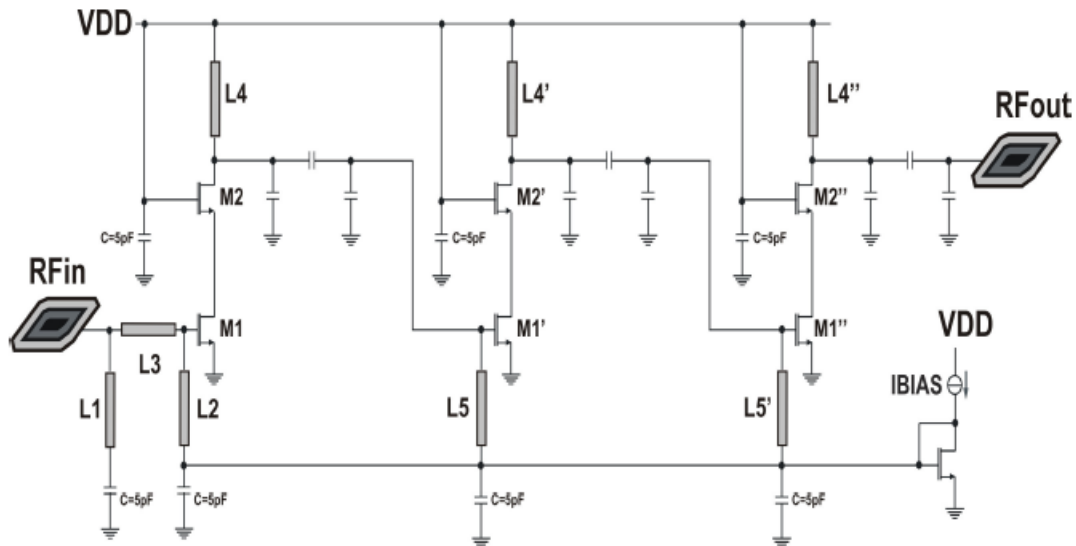 VDD
L4
L4'
L4''
RFout
M2
M2'
M2''
C=5pF
C=5pF
C=5pF
RFin
M1
M1'
M1''
VDD
L3
IBIAS
L1
L2
L5
L5'
C=5pF
C=5pF
C=5pF
C=5pF